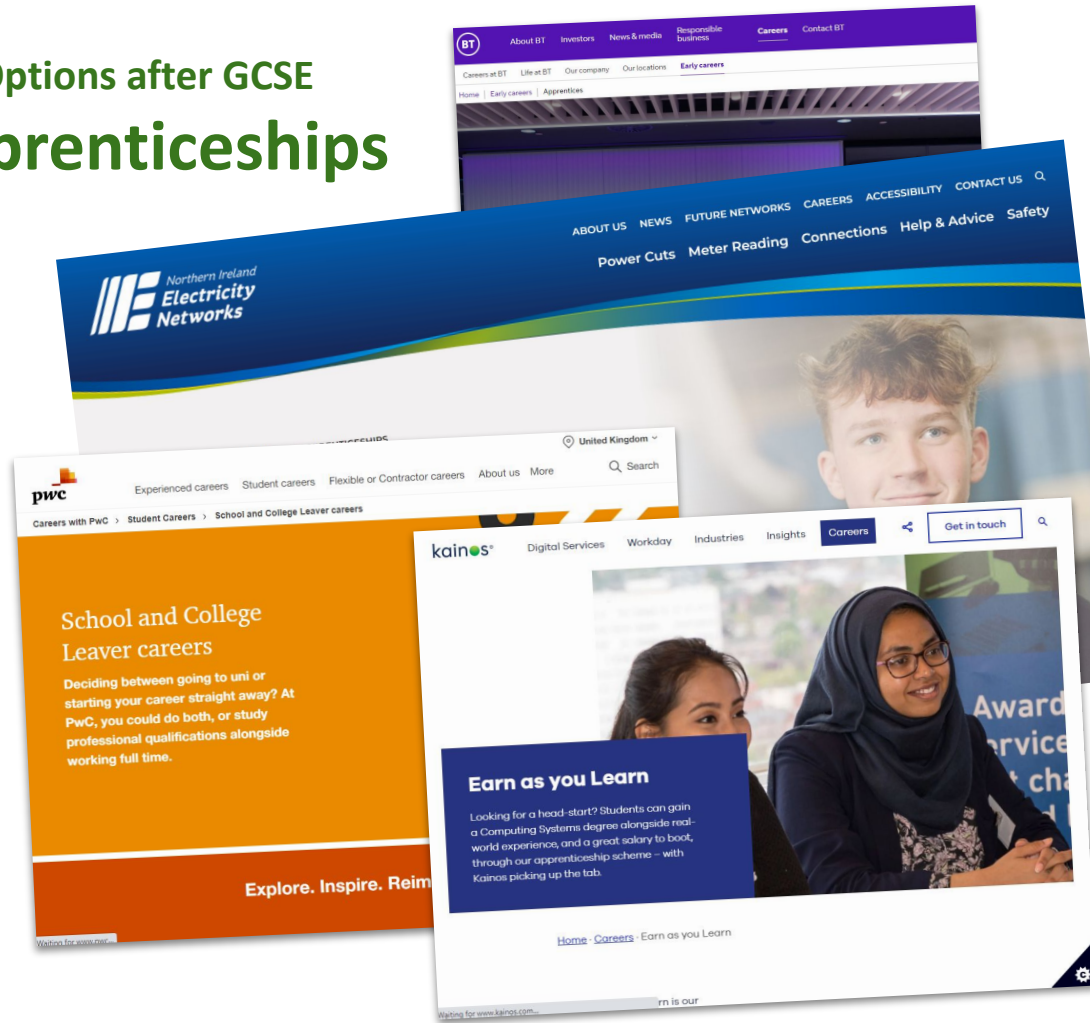 Options after GCSE
prenticeships
BT
About BT Investors News & media Responsible business Careers Contact BT
Careers at BT Life at BT Our company Our locations Early careers
Home | Early careers | Apprentices
ABOUT US NEWS FUTURE NETWORKS CAREERS ACCESSIBILITY CONTACT US
Power Cuts Meter Reading Connections Help & Advice Safety
Northern Ireland
Electricity
Networks
United Kingdom
pwc
Experienced careers Student careers Flexible or Contractor careers About us More Search
Careers with PwC > Student Careers > School and College Leaver careers
School and College
Leaver careers
Deciding between going to uni or
starting your career straight away? At
PwC, you could do both, or study
professional qualifications alongside
working full time.
Explore. Inspire. Reim
kainos
Digital Services Workday Industries Insights Careers Get in touch
Award
ervice
cha
Earn as you Learn
Looking for a head-start? Students can gain
a Computing Systems degree alongside real-
world experience, and a great salary to boot,
through our apprenticeship scheme – with
Kainos picking up the tab.
Home · Careers · Earn as you Learn
rn is our
Waiting for www.kainos.com...